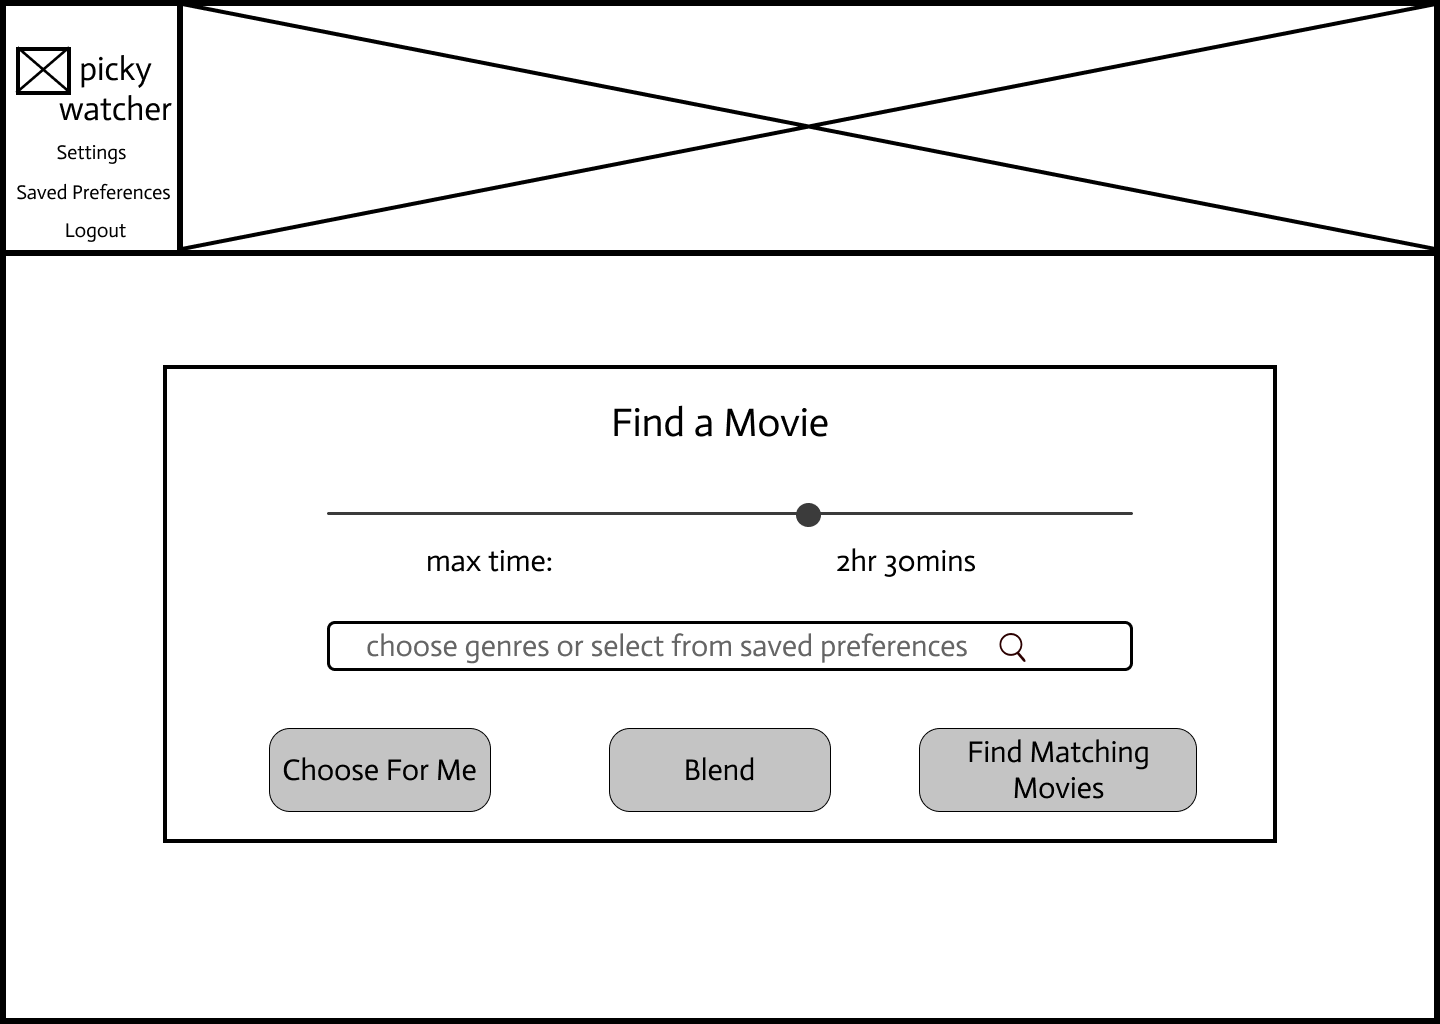 picky
watcher
Settings
Saved Preferences
Logout
Find a Movie
max time: 2hr 30mins
choose genres or select from saved preferences
Choose For Me
Blend
Find Matching
Movies